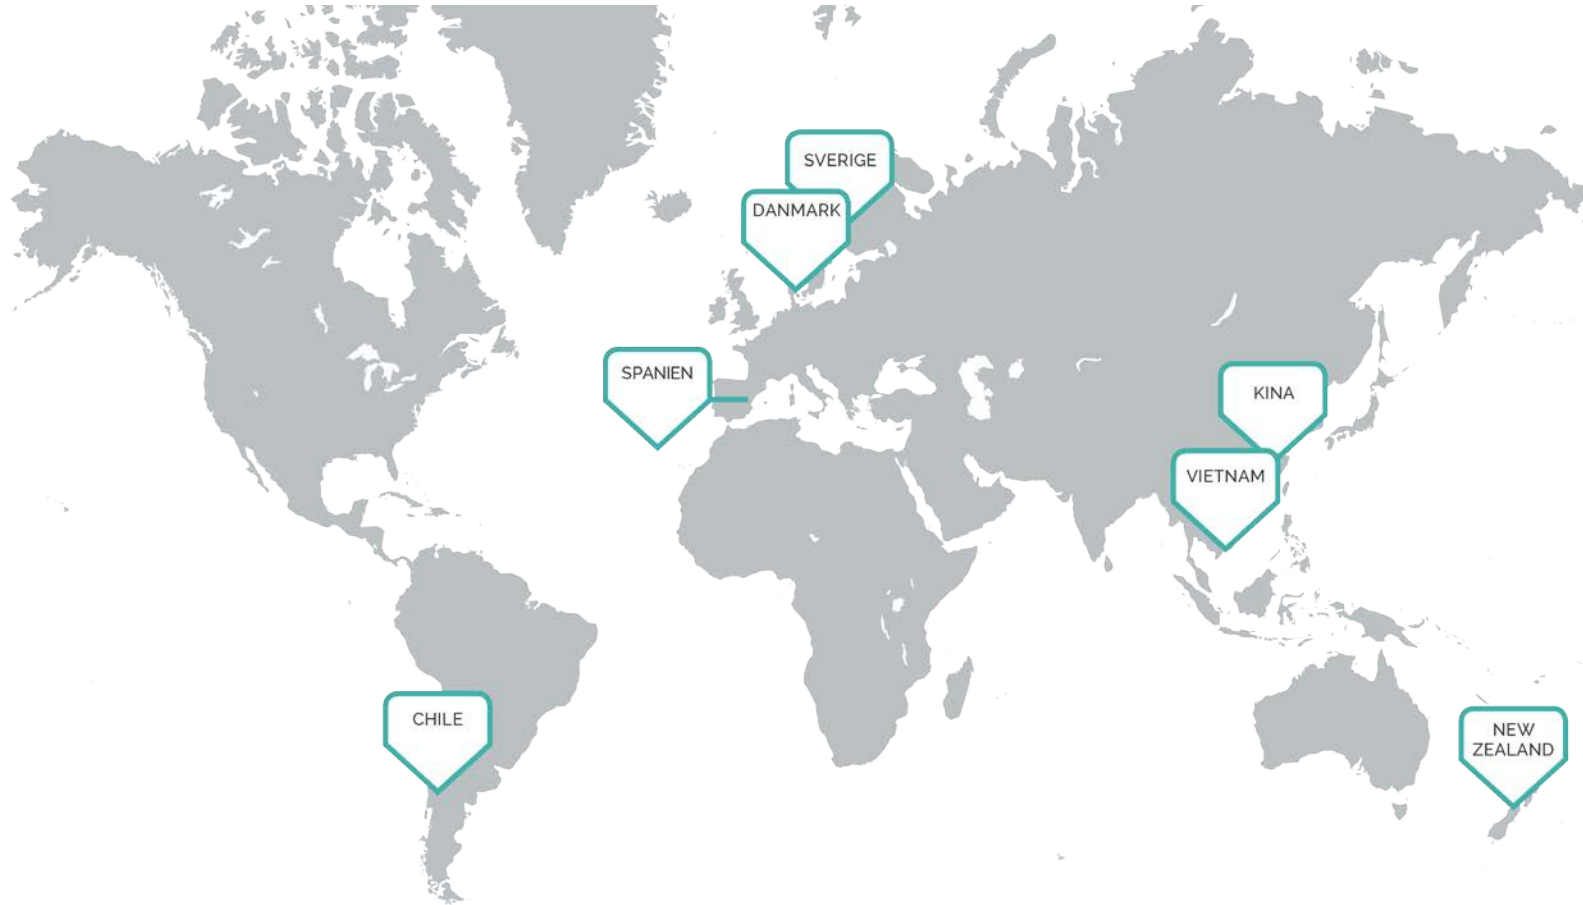 SVERIGE
DANMARK
SPANIEN
KINA
VIETNAM
CHILE
NEW
ZEALAND